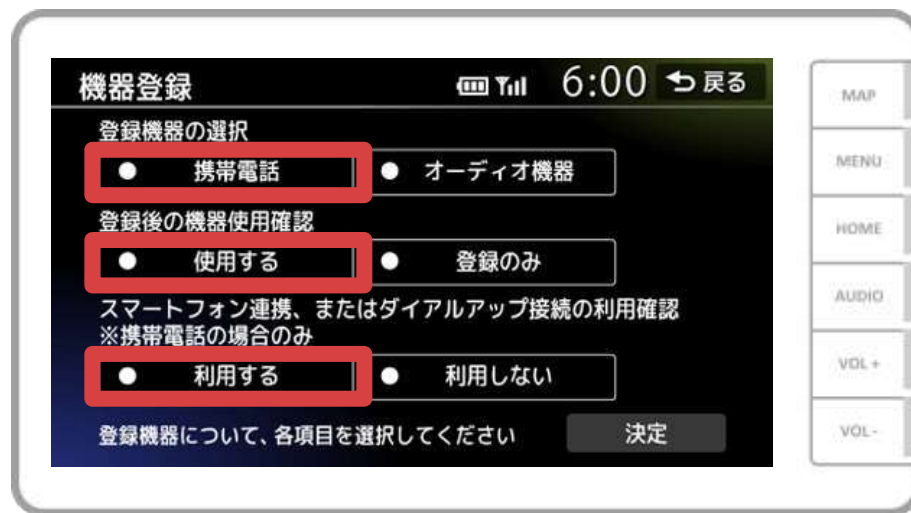 機器登録 6:00 戻る
登録機器の選択
携帯電話 オーディオ機器
登録後の機器使用確認
使用する 登録のみ
スマートフォン連携、またはダイアルアップ接続の利用確認
※携帯電話の場合のみ
利用する 利用しない
登録機器について、各項目を選択してください 決定
MAP
MENU
HOME
AUDIO
VOL+
VOL-